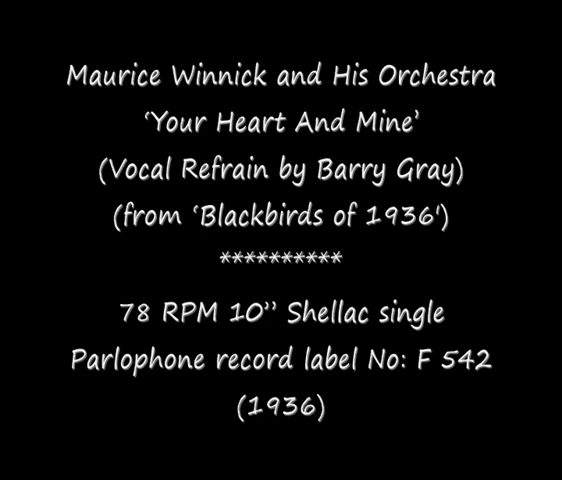 Maurice Winnick and His Orchestra
‘Your Heart And Mine’
(Vocal Refrain by Barry Gray)
(from ‘Blackbirds of 1936')
**********
78 RPM 10” Shellac single
Parlophone record label No: F 542
(1936)